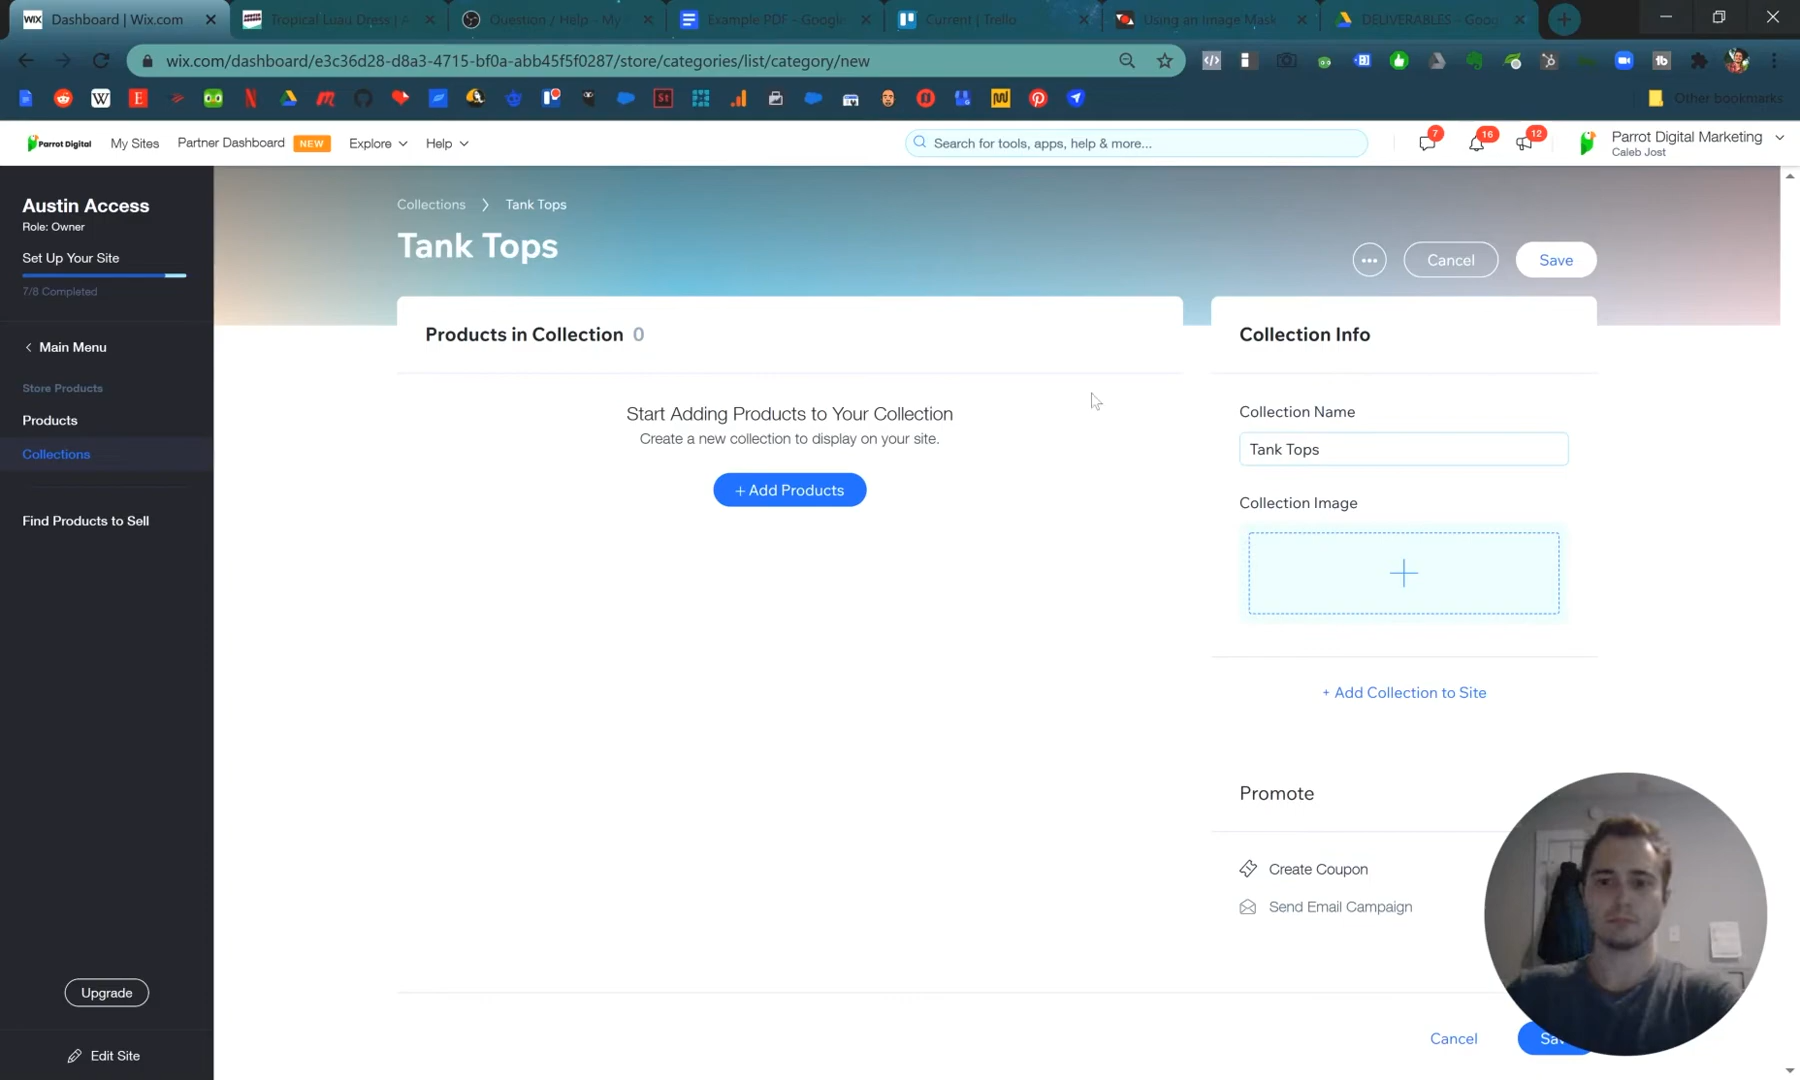 WIX Dashboard | Wix.com
Tropical Luau Dress | A
Question / Help - My
Example PDF - Google
Current | Trello
Using an Image Mask
DELIVERABLES - Goo
wix.com/dashboard/e3c36d28-d8a3-4715-bf0a-abb45f5f0287/store/categories/list/category/new
Other bookmarks
Parrot Digital
My Sites
Partner Dashboard
NEW
Explore
Help
Search for tools, apps, help & more...
7
16
12
Parrot Digital Marketing
Caleb Jost
Austin Access
Role: Owner
Set Up Your Site
7/8 Completed
Main Menu
Store Products
Products
Collections
Find Products to Sell
Upgrade
Edit Site
Collections > Tank Tops
Tank Tops
Cancel
Save
Products in Collection 0
Start Adding Products to Your Collection
Create a new collection to display on your site.
+ Add Products
Collection Info
Collection Name
Tank Tops
Collection Image
+ Add Collection to Site
Promote
Create Coupon
Send Email Campaign
Cancel